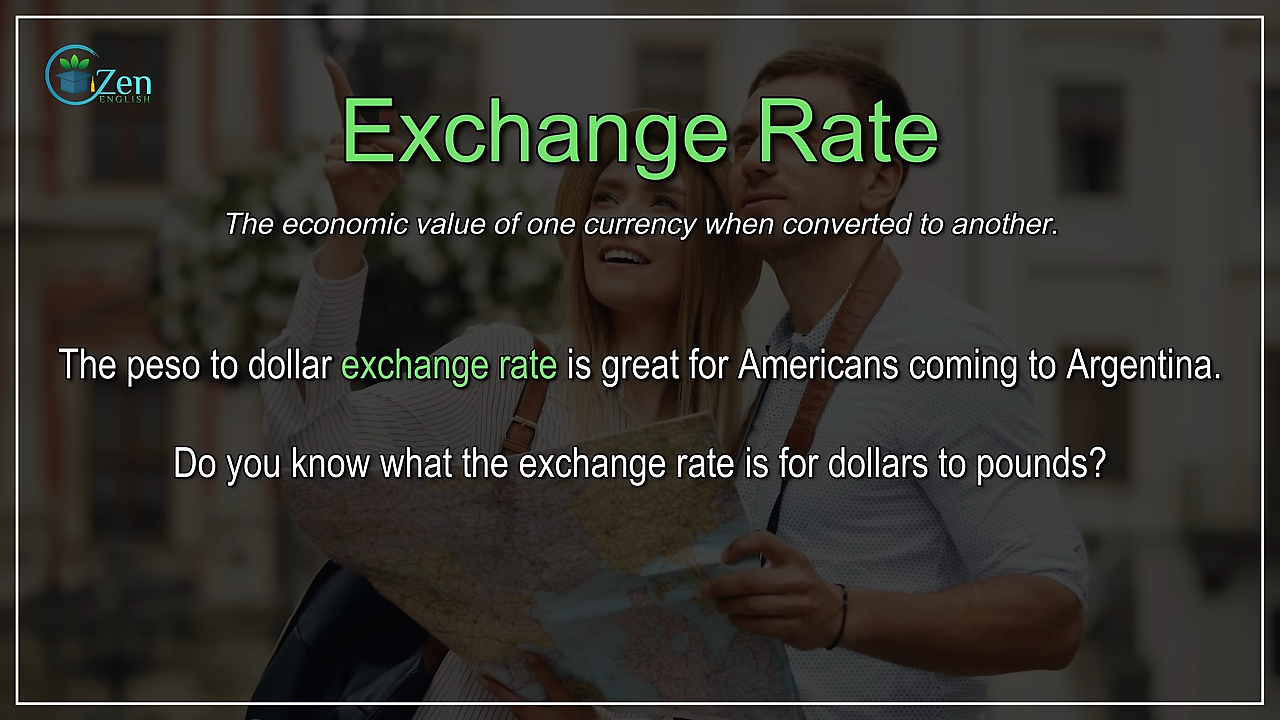 Zen
ENGLISH
Exchange Rate
The economic value of one currency when converted to another.
The peso to dollar exchange rate is great for Americans coming to Argentina.
Do you know what the exchange rate is for dollars to pounds?